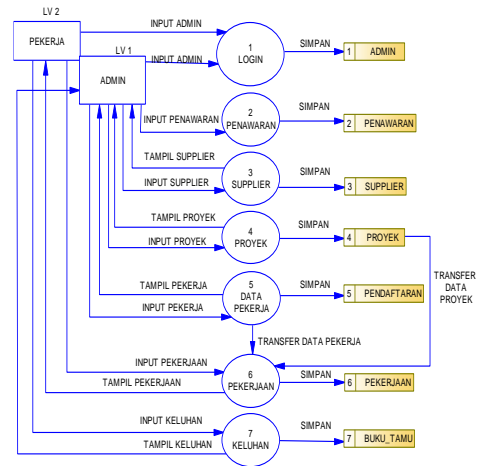 LV 2
PEKERJA
LV 1
ADMIN
INPUT ADMIN
INPUT ADMIN
1
LOGIN
SIMPAN
1 ADMIN
INPUT PENAWARAN
2
PENAWARAN
SIMPAN
2 PENAWARAN
TAMPIL SUPPLIER
INPUT SUPPLIER
3
SUPPLIER
SIMPAN
3 SUPPLIER
TAMPIL PROYEK
INPUT PROYEK
4
PROYEK
SIMPAN
4 PROYEK
TRANSFER
DATA
PROYEK
TAMPIL PEKERJA
INPUT PEKERJA
5
DATA
PEKERJA
SIMPAN
5 PENDAFTARAN
TRANSFER DATA PEKERJA
INPUT PEKERJAAN
TAMPIL PEKERJAAN
6
PEKERJAAN
SIMPAN
6 PEKERJAAN
INPUT KELUHAN
TAMPIL KELUHAN
7
KELUHAN
SIMPAN
7 BUKU_TAMU